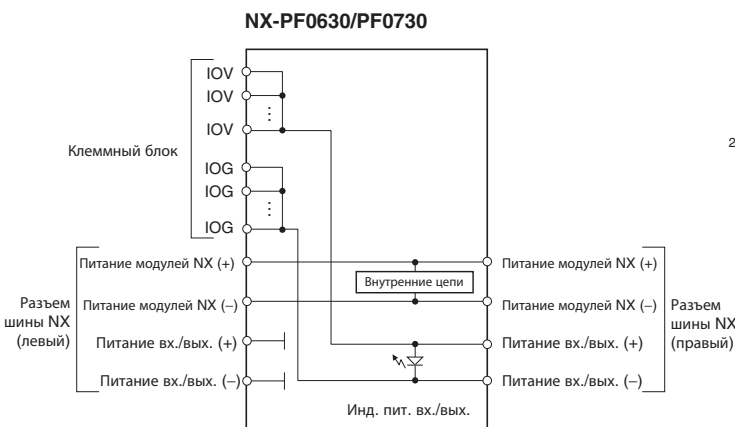 NX-PF0630/PF0730
IOV
IOV
IOV
Клеммный блок
IOG
IOG
IOG
2
Питание модулей NX (+)
Питание модулей NX (–)
Питание вх./вых. (+)
Питание вх./вых. (–)
Разъем
шины NX
(левый)
Внутренние цепи
Инд. пит. вх./вых.
Питание модулей NX (+)
Питание модулей NX (–)
Питание вх./вых. (+)
Питание вх./вых. (–)
Разъем
шины NX
(правый)